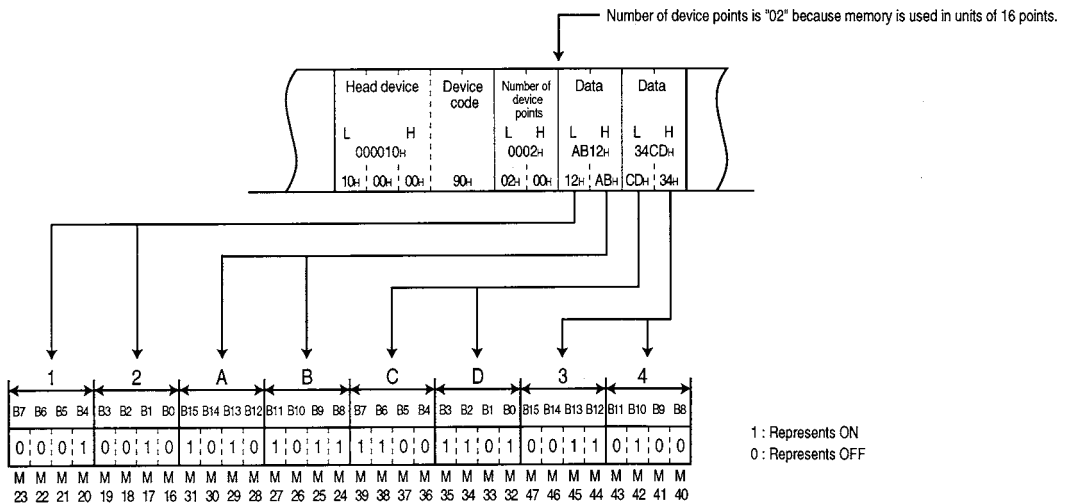 Number of device points is "02" because memory is used in units of 16 points.
Head device Device code Number of device points Data Data
L H L H L H L H
000010H 0002H AB12H 34CDH
10H 00H 00H 90H 02H 00H 12H ABH CDH 34H
1 2 A B C D 3 4
B7 B6 B5 B4 B3 B2 B1 B0 B15 B14 B13 B12 B11 B10 B9 B8 B7 B6 B5 B4 B3 B2 B1 B0 B15 B14 B13 B12 B11 B10 B9 B8
0 0 0 1 0 0 1 0 1 0 1 0 1 0 1 1 1 1 0 0 1 1 0 1 0 0 1 1 0 1 0 0
M M M M M M M M M M M M M M M M M M M M M M M M M M M M M M M M
23 22 21 20 19 18 17 16 31 30 29 28 27 26 25 24 39 38 37 36 35 34 33 32 47 46 45 44 43 42 41 40
1 : Represents ON
0 : Represents OFF